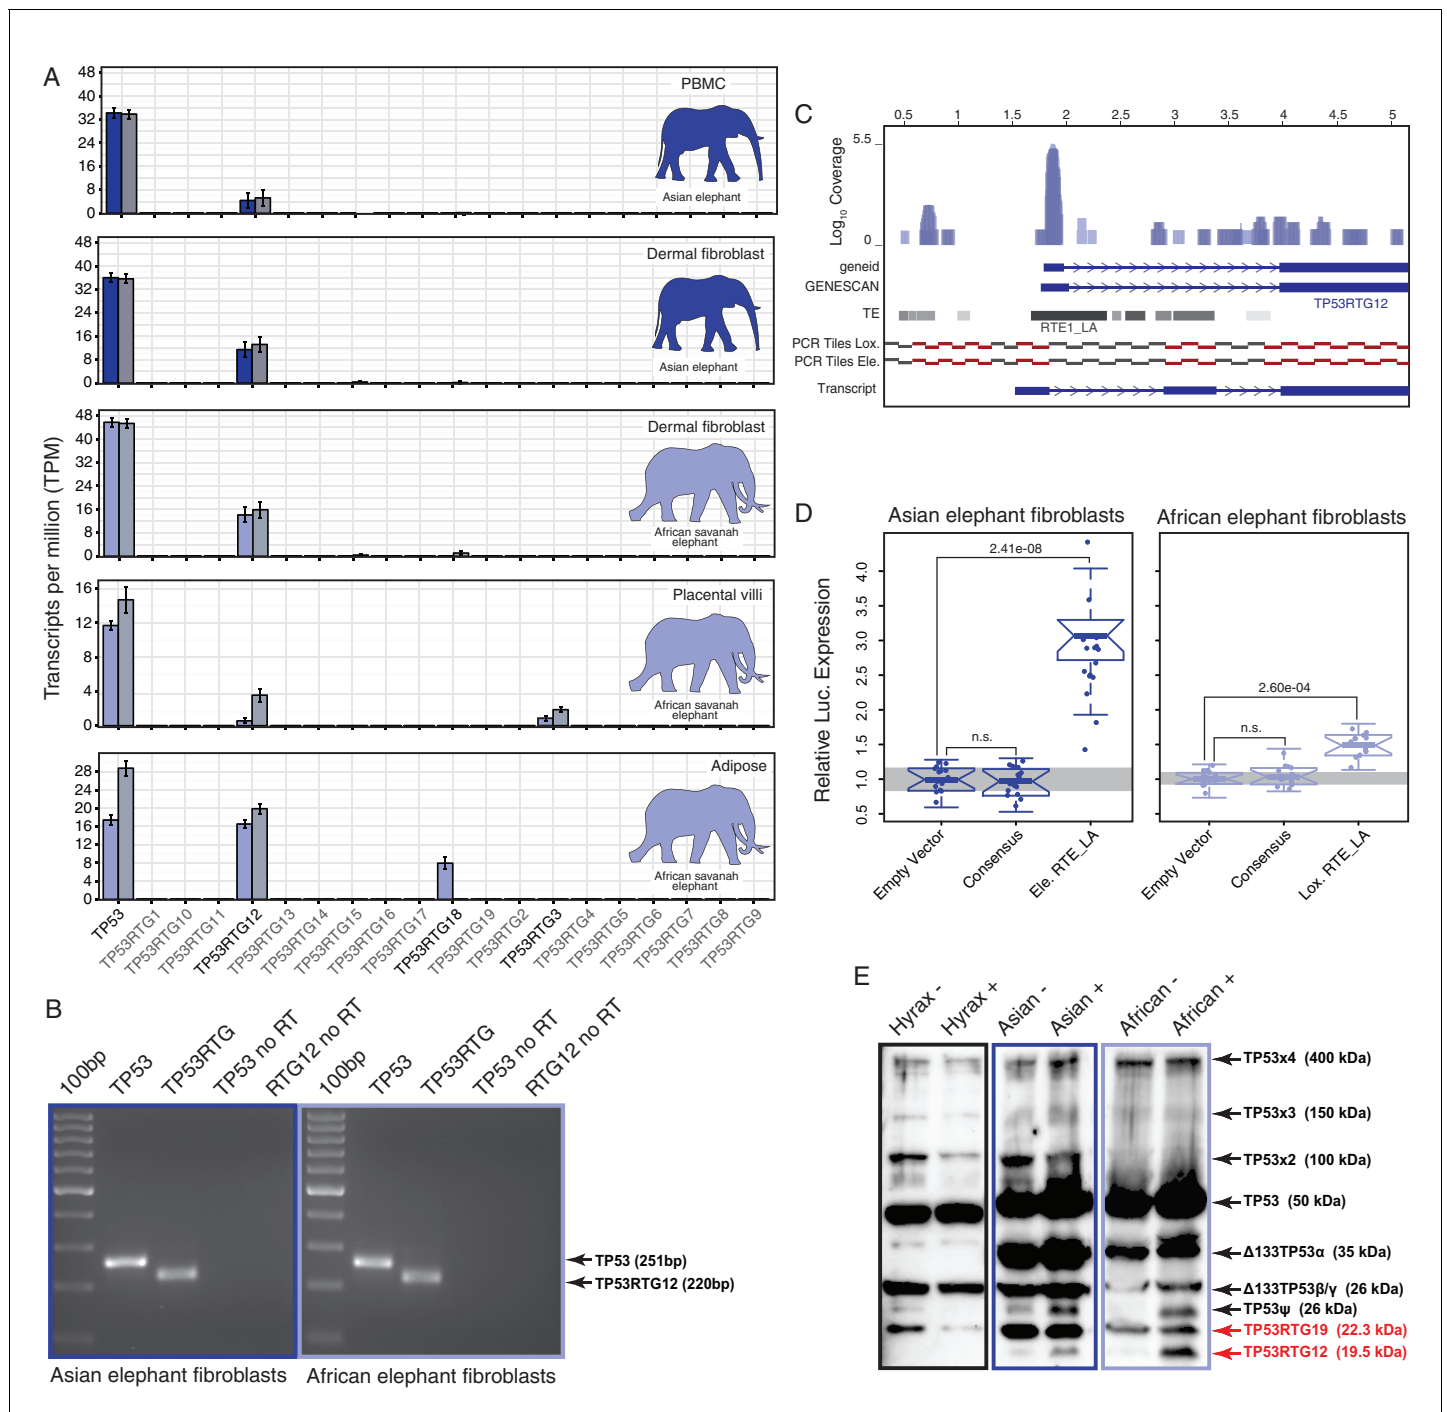 A
Transcripts per million (TPM)
48
40
32
24
16
8
0
PBMC
Asian elephant
48
40
32
24
16
8
0
Dermal fibroblast
Asian elephant
48
40
32
24
16
8
0
Dermal fibroblast
African savanah
elephant
16
12
8
4
0
Placental villi
African savanah
elephant
28
24
20
16
12
8
4
0
Adipose
African savanah
elephant
TP53
TP53RTG1
TP53RTG10
TP53RTG11
TP53RTG12
TP53RTG13
TP53RTG14
TP53RTG15
TP53RTG16
TP53RTG17
TP53RTG18
TP53RTG19
TP53RTG2
TP53RTG3
TP53RTG4
TP53RTG5
TP53RTG6
TP53RTG7
TP53RTG8
TP53RTG9
B
100bp
TP53
TP53RTG
TP53 no RT
RTG12 no RT
100bp
TP53
TP53RTG
TP53 no RT
RTG12 no RT
TP53 (251bp)
TP53RTG12 (220bp)
Asian elephant fibroblasts
African elephant fibroblasts
C
0.5 1 1.5 2 2.5 3 3.5 4 4.5 5
Log10 Coverage
5.5
0
geneid
GENESCAN
TP53RTG12
TE
RTE1_LA
PCR Tiles Lox.
PCR Tiles Ele.
Transcript
D
Asian elephant fibroblasts
African elephant fibroblasts
Relative Luc. Expression
4.0
3.5
3.0
2.5
2.0
1.5
1.0
0.5
2.41e-08
n.s.
2.60e-04
n.s.
Empty Vector
Consensus
Ele. RTE_LA
Empty Vector
Consensus
Lox. RTE_LA
E
Hyrax -
Hyrax +
Asian -
Asian +
African -
African +
TP53x4 (400 kDa)
TP53x3 (150 kDa)
TP53x2 (100 kDa)
TP53 (50 kDa)
Δ133TP53α (35 kDa)
Δ133TP53β/γ (26 kDa)
TP53ψ (26 kDa)
TP53RTG19 (22.3 kDa)
TP53RTG12 (19.5 kDa)